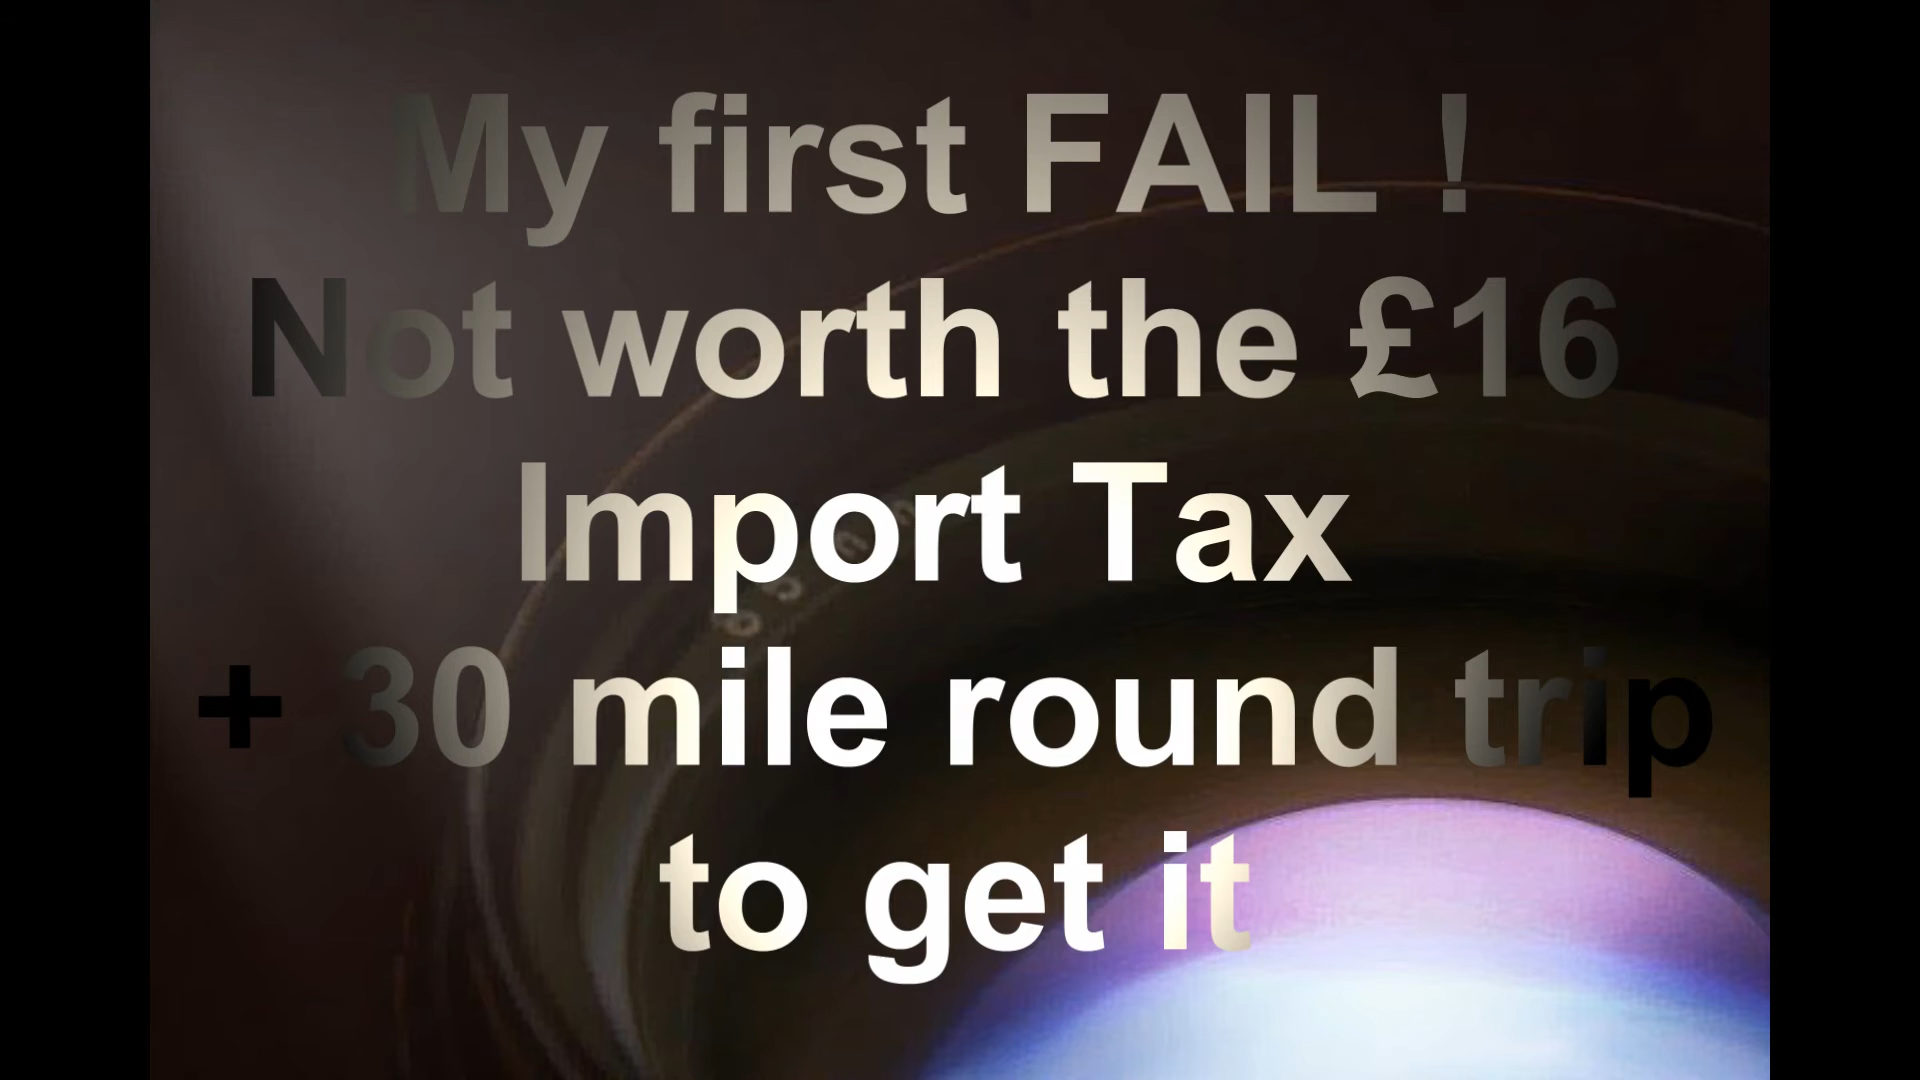 My first FAIL !
Not worth the £16
Import Tax
+ 30 mile round trip
to get it